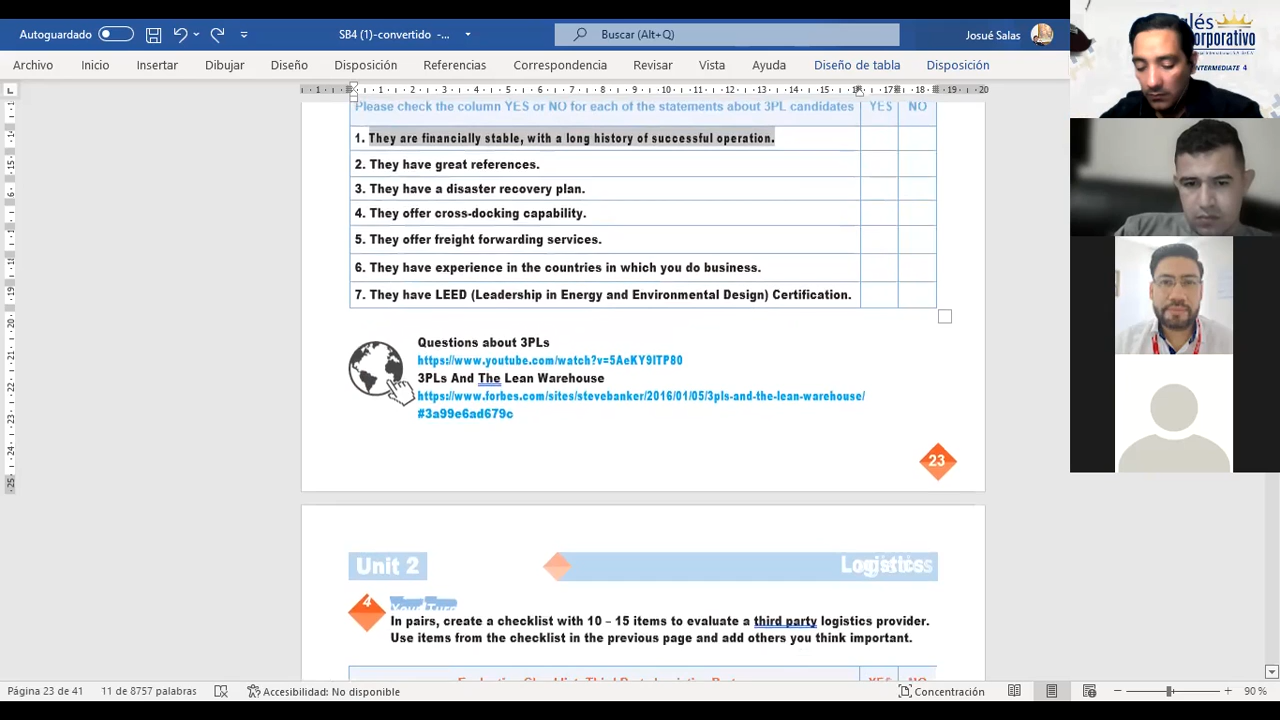 Autoguardado
SB4 (1)-convertido -...
Buscar (Alt+Q)
Josué Salas
Archivo Inicio Insertar Dibujar Diseño Disposición Referencias Correspondencia Revisar Vista Ayuda Diseño de tabla Disposición
Please check the column YES or NO for each of the statements about 3PL candidates YES NO
1. They are financially stable, with a long history of successful operation.
2. They have great references.
3. They have a disaster recovery plan.
4. They offer cross-docking capability.
5. They offer freight forwarding services.
6. They have experience in the countries in which you do business.
7. They have LEED (Leadership in Energy and Environmental Design) Certification.
Questions about 3PLs
https://www.youtube.com/watch?v=5AeKY9ITP80
3PLs And The Lean Warehouse
https://www.forbes.com/sites/stevebanker/2016/01/05/3pls-and-the-lean-warehouse/
#3a99e6ad679c
23
Unit 2
Logistics
4
Your Turn
In pairs, create a checklist with 10 – 15 items to evaluate a third party logistics provider.
Use items from the checklist in the previous page and add others you think important.
YES NO
Página 23 de 41 11 de 8757 palabras Accesibilidad: No disponible Concentración 90 %
INTERMEDIATE 4